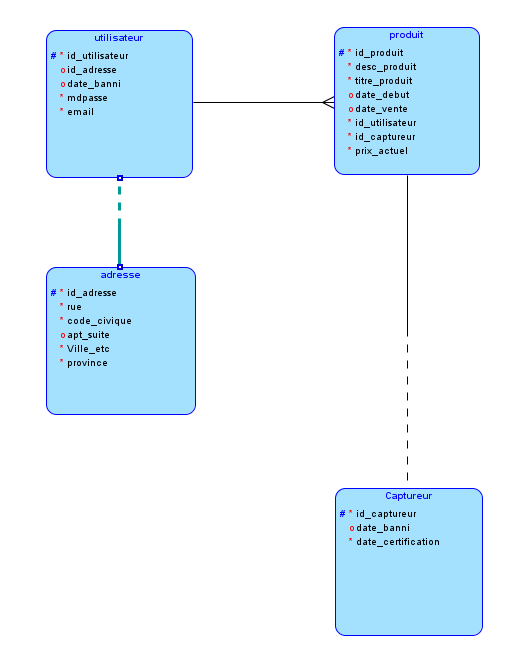 utilisateur
# * id_utilisateur
o id_adresse
o date_banni
* mdpasse
* email
produit
# * id_produit
* desc_produit
* titre_produit
o date_debut
o date_vente
* id_utilisateur
* id_captureur
* prix_actuel
adresse
# * id_adresse
* rue
* code_civique
o apt_suite
* Ville_etc
* province
Captureur
# * id_captureur
o date_banni
* date_certification